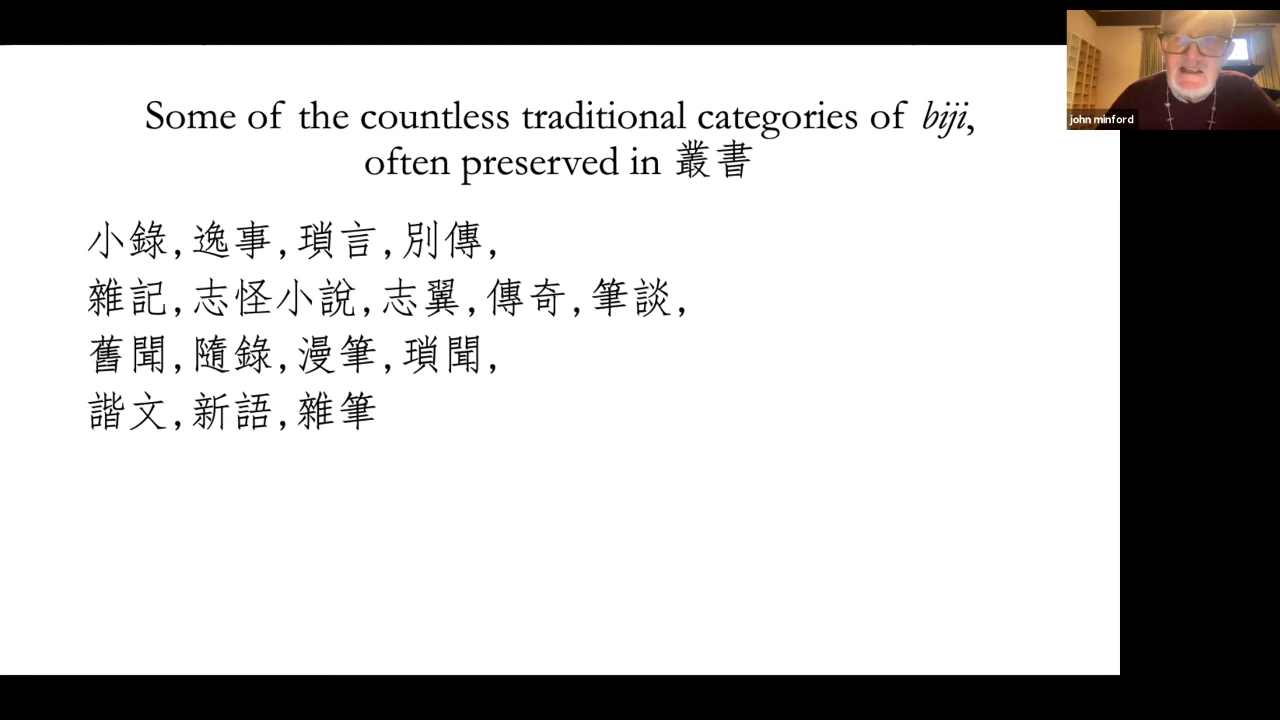 Some of the countless traditional categories of biji,
often preserved in 叢書
小錄,逸事,瑣言,別傳,
雜記,志怪小說,志翼,傳奇,筆談,
舊聞,隨錄,漫筆,瑣聞,
諧文,新語,雜筆
john minford